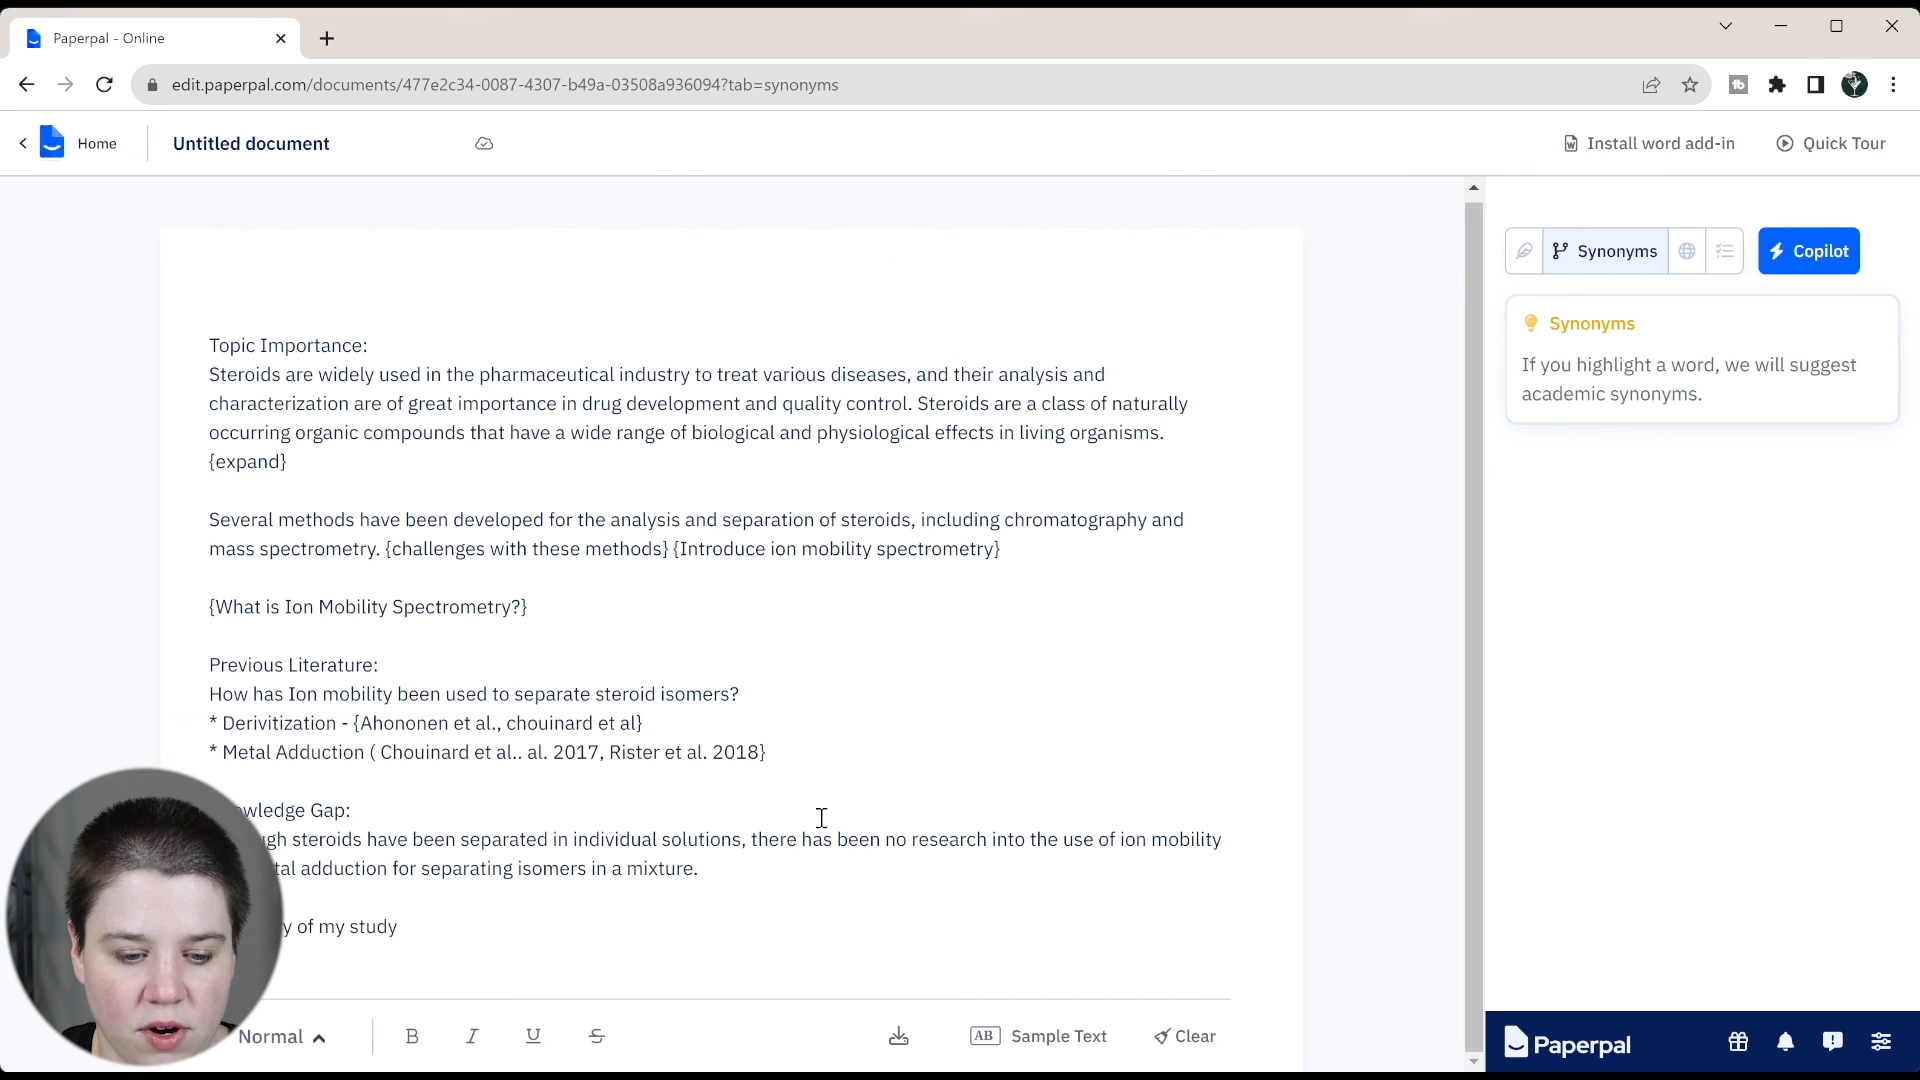 Paperpal - Online
edit.paperpal.com/documents/477e2c34-0087-4307-b49a-03508a936094?tab=synonyms
Home
Untitled document
Install word add-in
Quick Tour
Topic Importance:
Steroids are widely used in the pharmaceutical industry to treat various diseases, and their analysis and
characterization are of great importance in drug development and quality control. Steroids are a class of naturally
occurring organic compounds that have a wide range of biological and physiological effects in living organisms.
{expand}
Several methods have been developed for the analysis and separation of steroids, including chromatography and
mass spectrometry. {challenges with these methods} {Introduce ion mobility spectrometry}
{What is Ion Mobility Spectrometry?}
Previous Literature:
How has Ion mobility been used to separate steroid isomers?
* Derivitization - {Ahononen et al., chouinard et al}
* Metal Adduction ( Chouinard et al.. al. 2017, Rister et al. 2018}
Gap:
steroids have been separated in individual solutions, there has been no research into the use of ion mobility
adduction for separating isomers in a mixture.
of my study
Normal
B
I
U
S
AB
Sample Text
Clear
Synonyms
Copilot
Synonyms
If you highlight a word, we will suggest
academic synonyms.
Paperpal